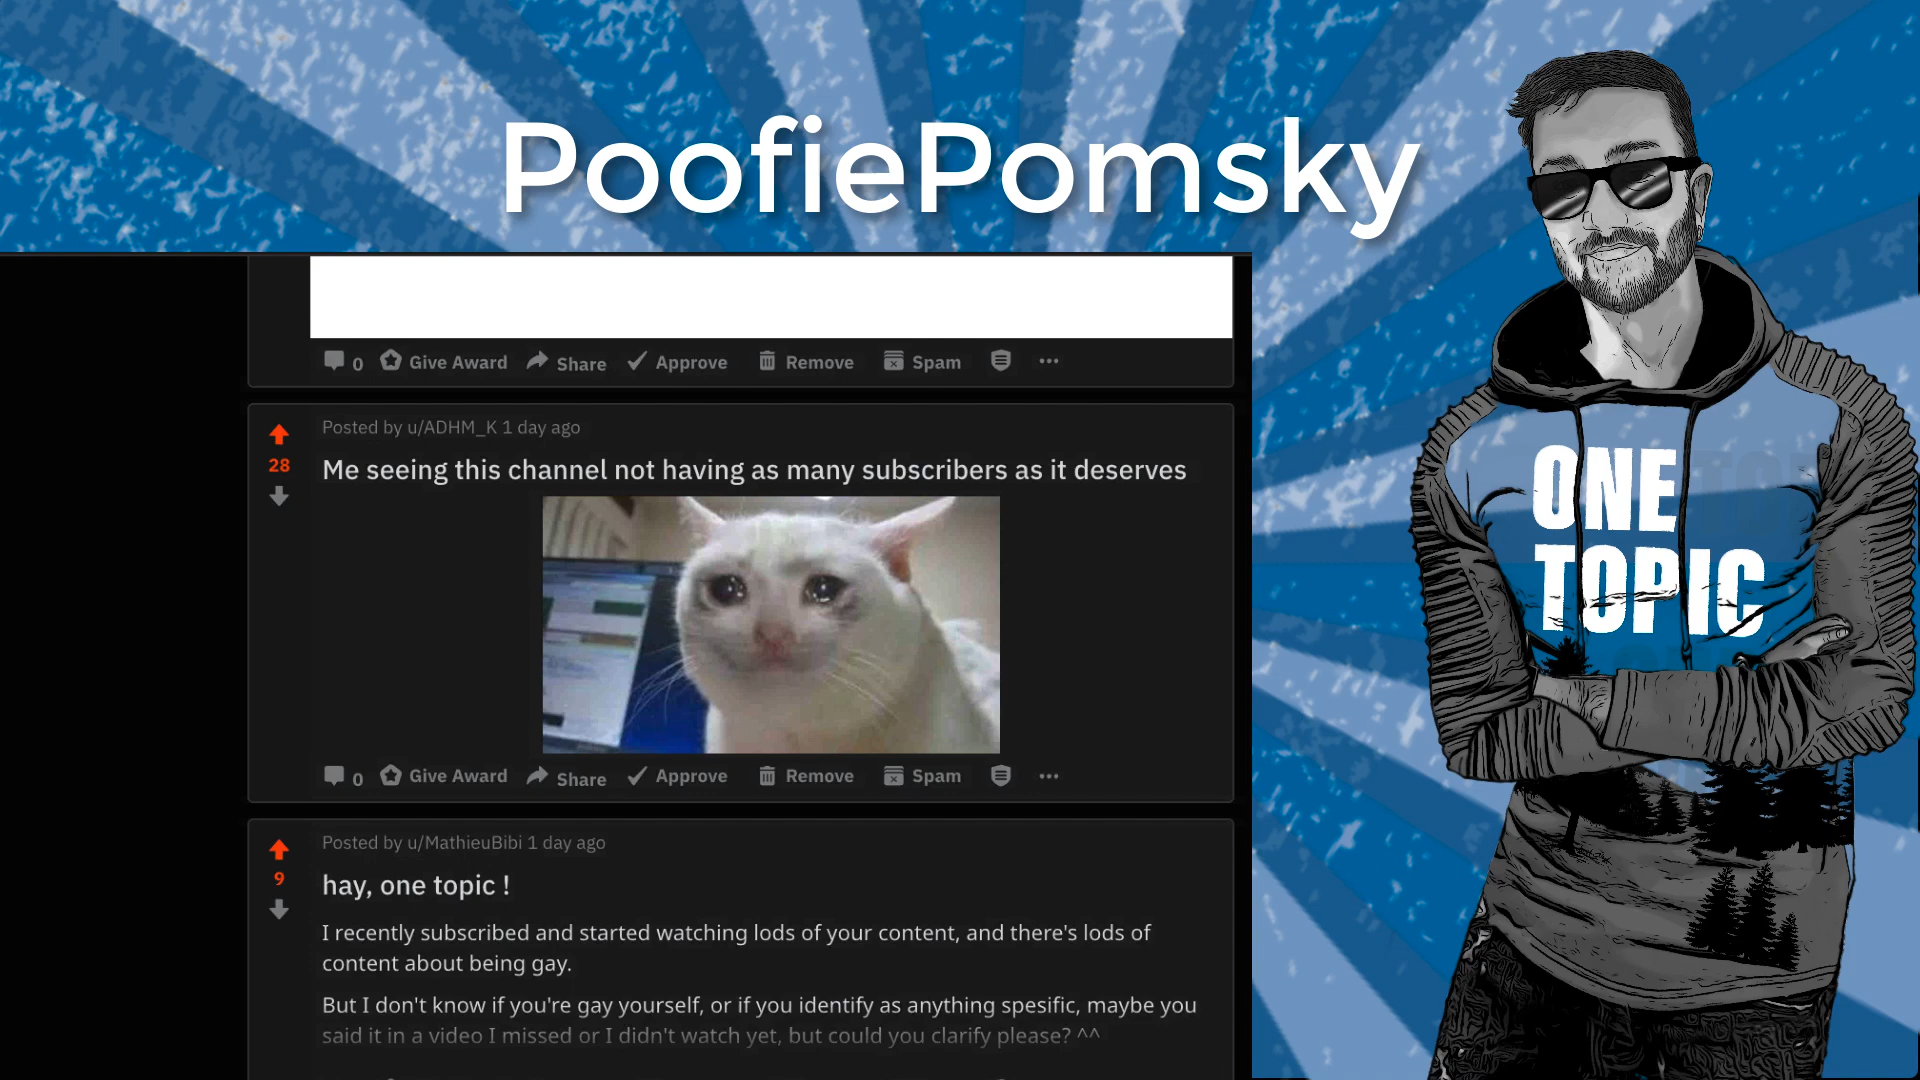 PoofiePomsky
0 Give Award Share Approve Remove Spam
Posted by u/ADHM_K 1 day ago
28
Me seeing this channel not having as many subscribers as it deserves
0 Give Award Share Approve Remove Spam
Posted by u/MathieuBibi 1 day ago
9
hay, one topic !
I recently subscribed and started watching lods of your content, and there's lods of
content about being gay.
But I don't know if you're gay yourself, or if you identify as anything spesific, maybe you
said it in a video I missed or I didn't watch yet, but could you clarify please? ^^
ONE
TOPIC